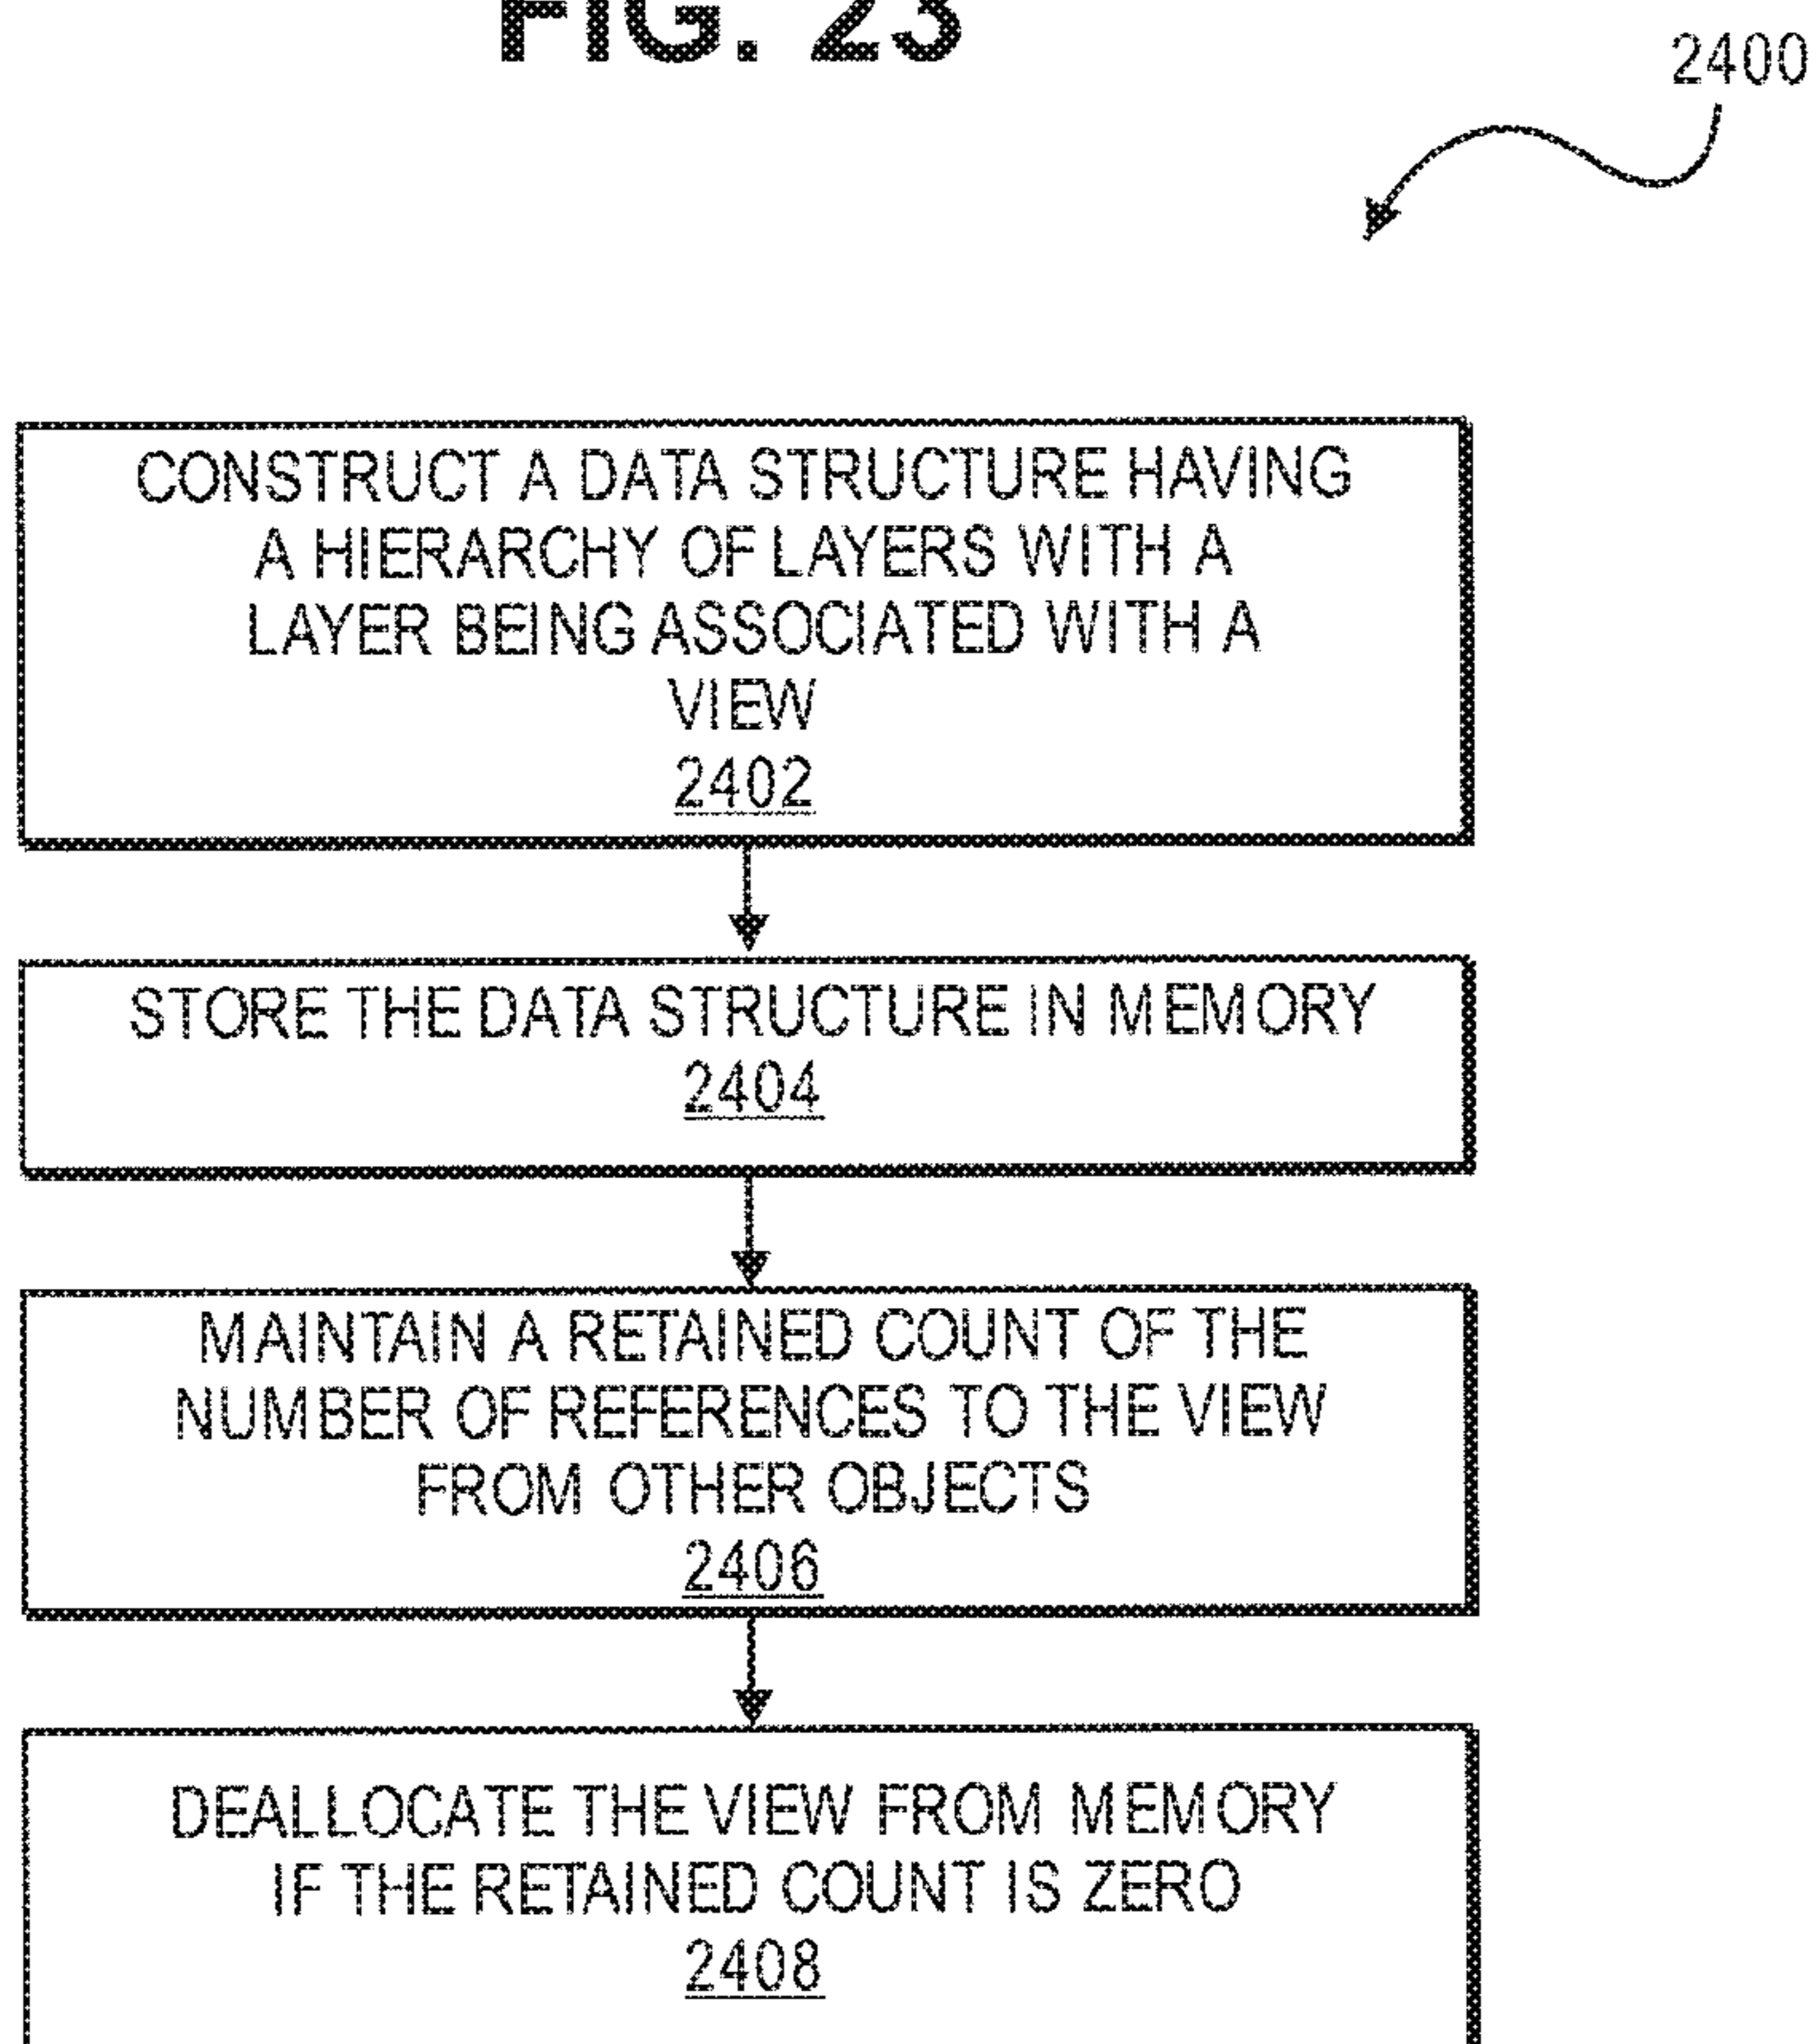 FIG. 23
2400
CONSTRUCT A DATA STRUCTURE HAVING
A HIERARCHY OF LAYERS WITH A
LAYER BEING ASSOCIATED WITH A
VIEW
2402
STORE THE DATA STRUCTURE IN MEMORY
2404
MAINTAIN A RETAINED COUNT OF THE
NUMBER OF REFERENCES TO THE VIEW
FROM OTHER OBJECTS
2406
DEALLOCATE THE VIEW FROM MEMORY
IF THE RETAINED COUNT IS ZERO
2408